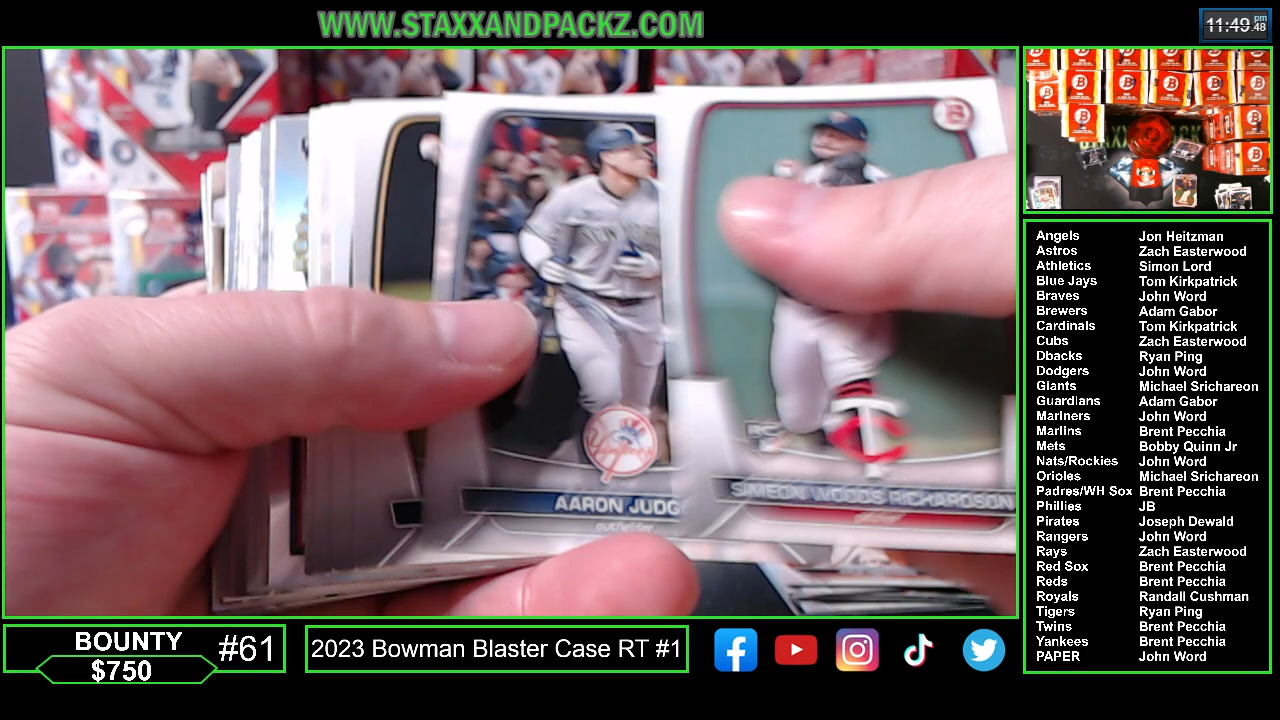 WWW.STAXXANDPACKZ.COM
11:49 pm .48
AARON JUDG
outfielder
RC
SIMEON WOODS RICHARDSON
Angels Jon Heitzman
Astros Zach Easterwood
Athletics Simon Lord
Blue Jays Tom Kirkpatrick
Braves John Word
Brewers Adam Gabor
Cardinals Tom Kirkpatrick
Cubs Zach Easterwood
Dbacks Ryan Ping
Dodgers John Word
Giants Michael Srichareon
Guardians Adam Gabor
Mariners John Word
Marlins Brent Pecchia
Mets Bobby Quinn Jr
Nats/Rockies John Word
Orioles Michael Srichareon
Padres/WH Sox Brent Pecchia
Phillies JB
Pirates Joseph Dewald
Rangers John Word
Rays Zach Easterwood
Red Sox Brent Pecchia
Reds Brent Pecchia
Royals Randall Cushman
Tigers Ryan Ping
Twins Brent Pecchia
Yankees Brent Pecchia
PAPER John Word
BOUNTY #61
$750
2023 Bowman Blaster Case RT #1